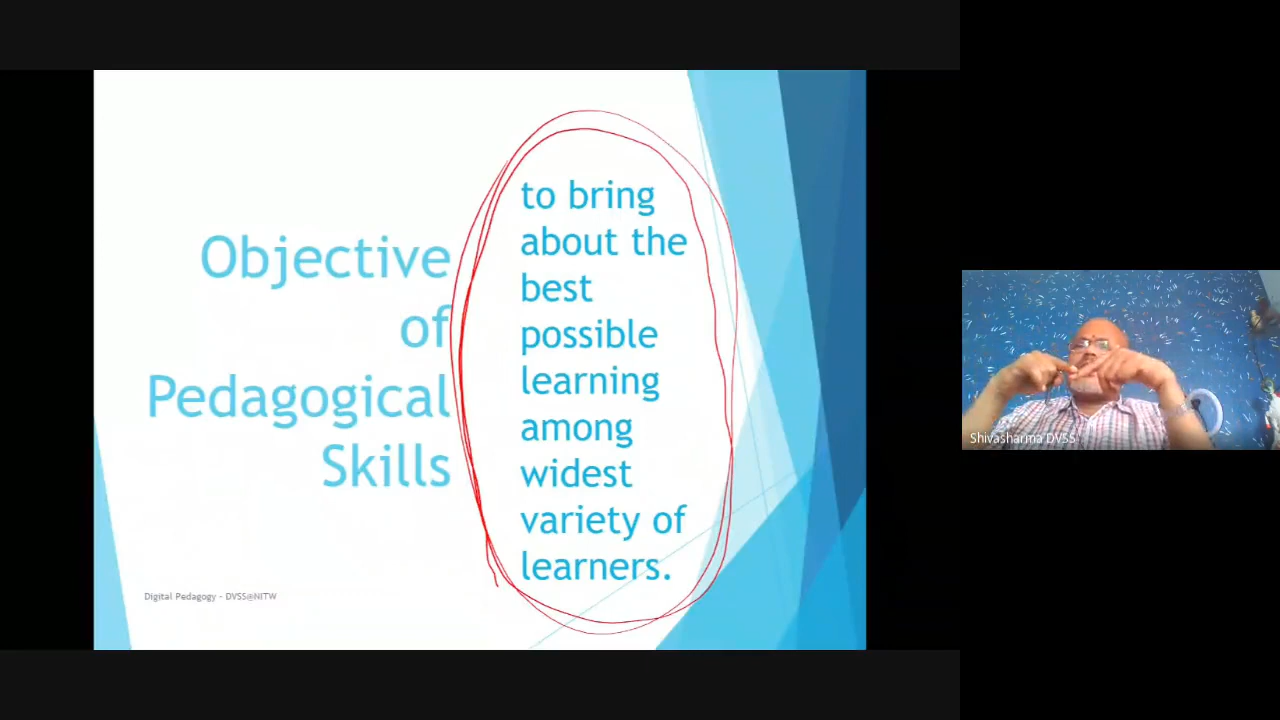 Objective
of
Pedagogical
Skills
to bring
about the
best
possible
learning
among
widest
variety of
learners.
Digital Pedagogy - DVSS@NITW
Shivasharma DVSS